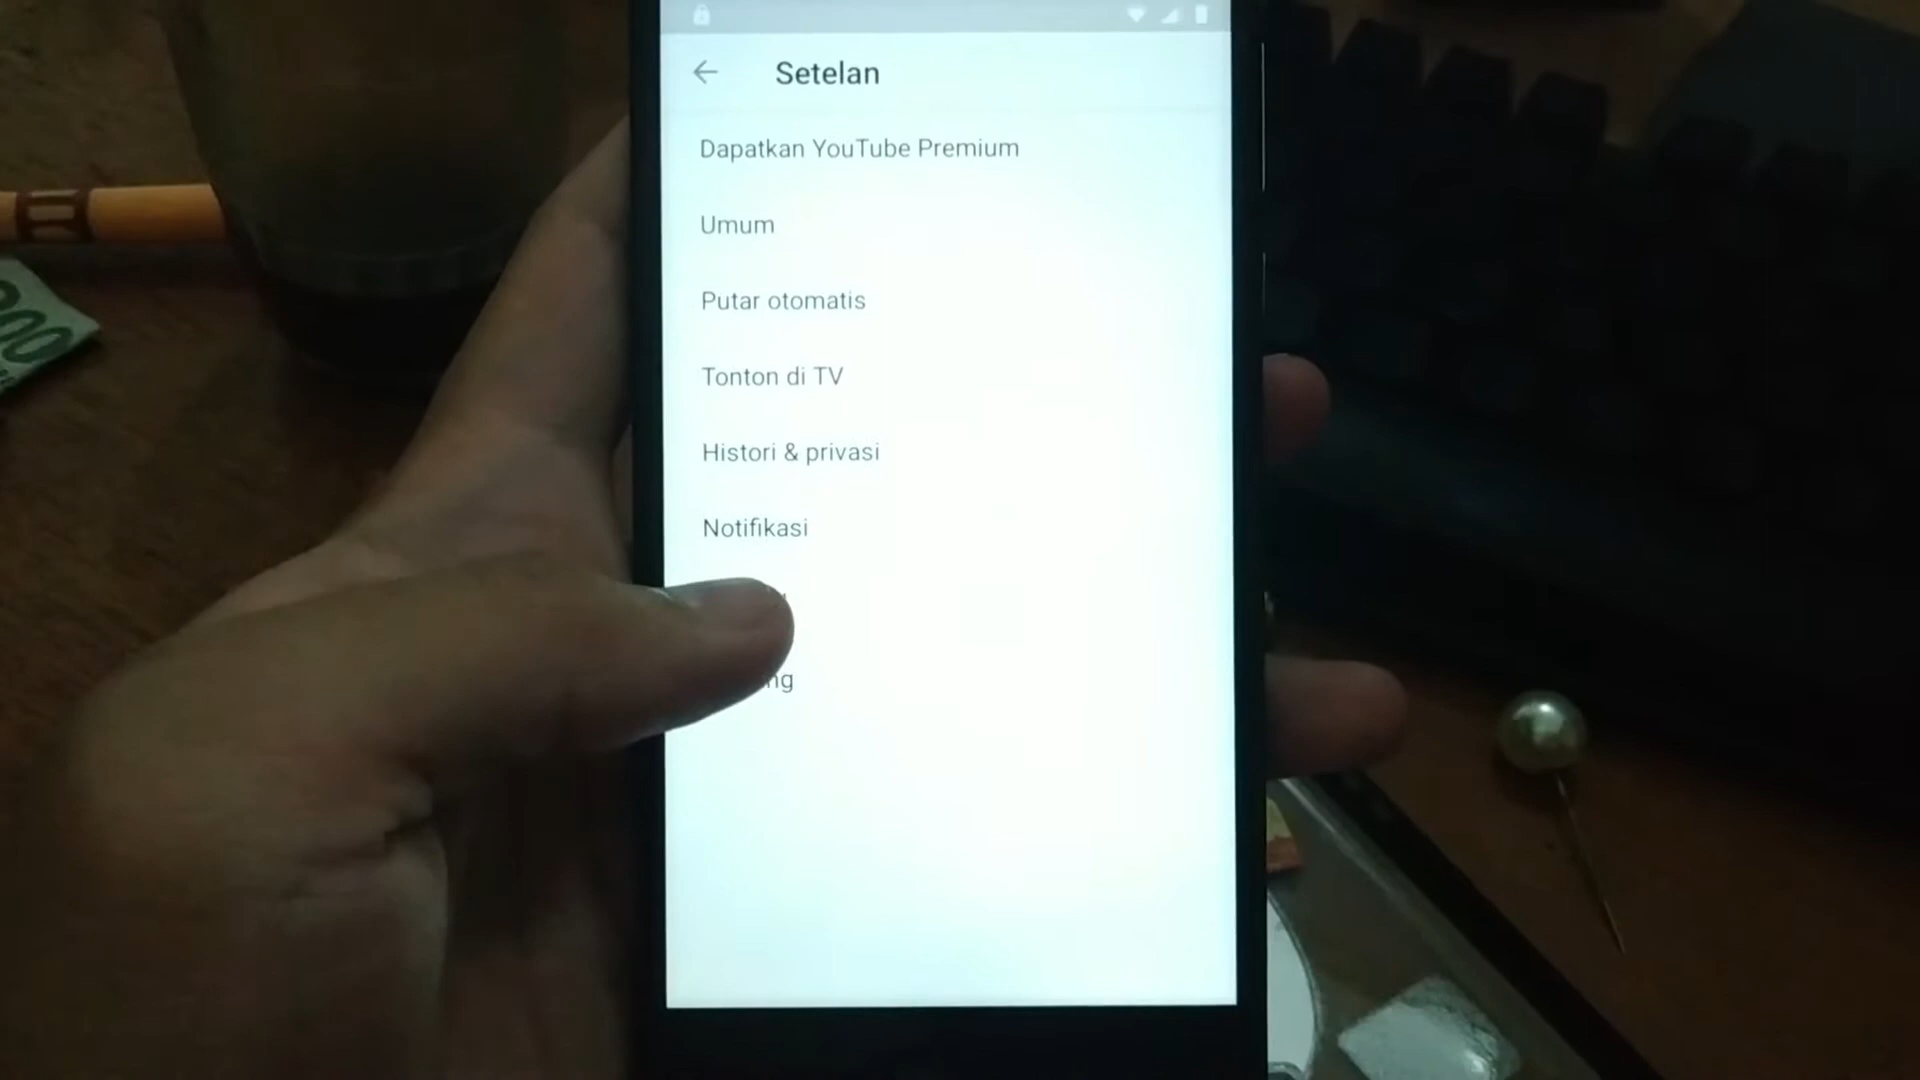 Setelan
Dapatkan YouTube Premium
Umum
Putar otomatis
Tonton di TV
Histori & privasi
Notifikasi